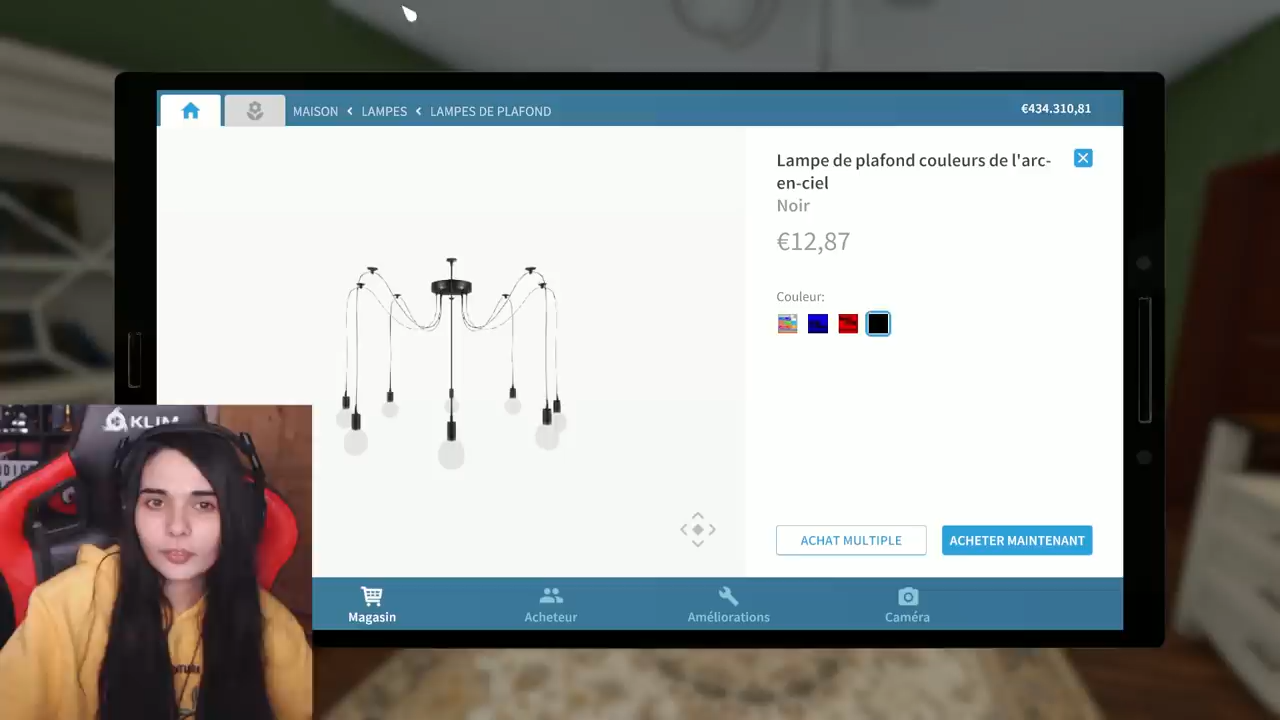 MAISON < LAMPES < LAMPES DE PLAFOND
€434.310,81
Lampe de plafond couleurs de l'arc-
en-ciel
Noir
€12,87
Couleur:
ACHAT MULTIPLE
ACHETER MAINTENANT
KLIM
Magasin
Acheteur
Améliorations
Caméra